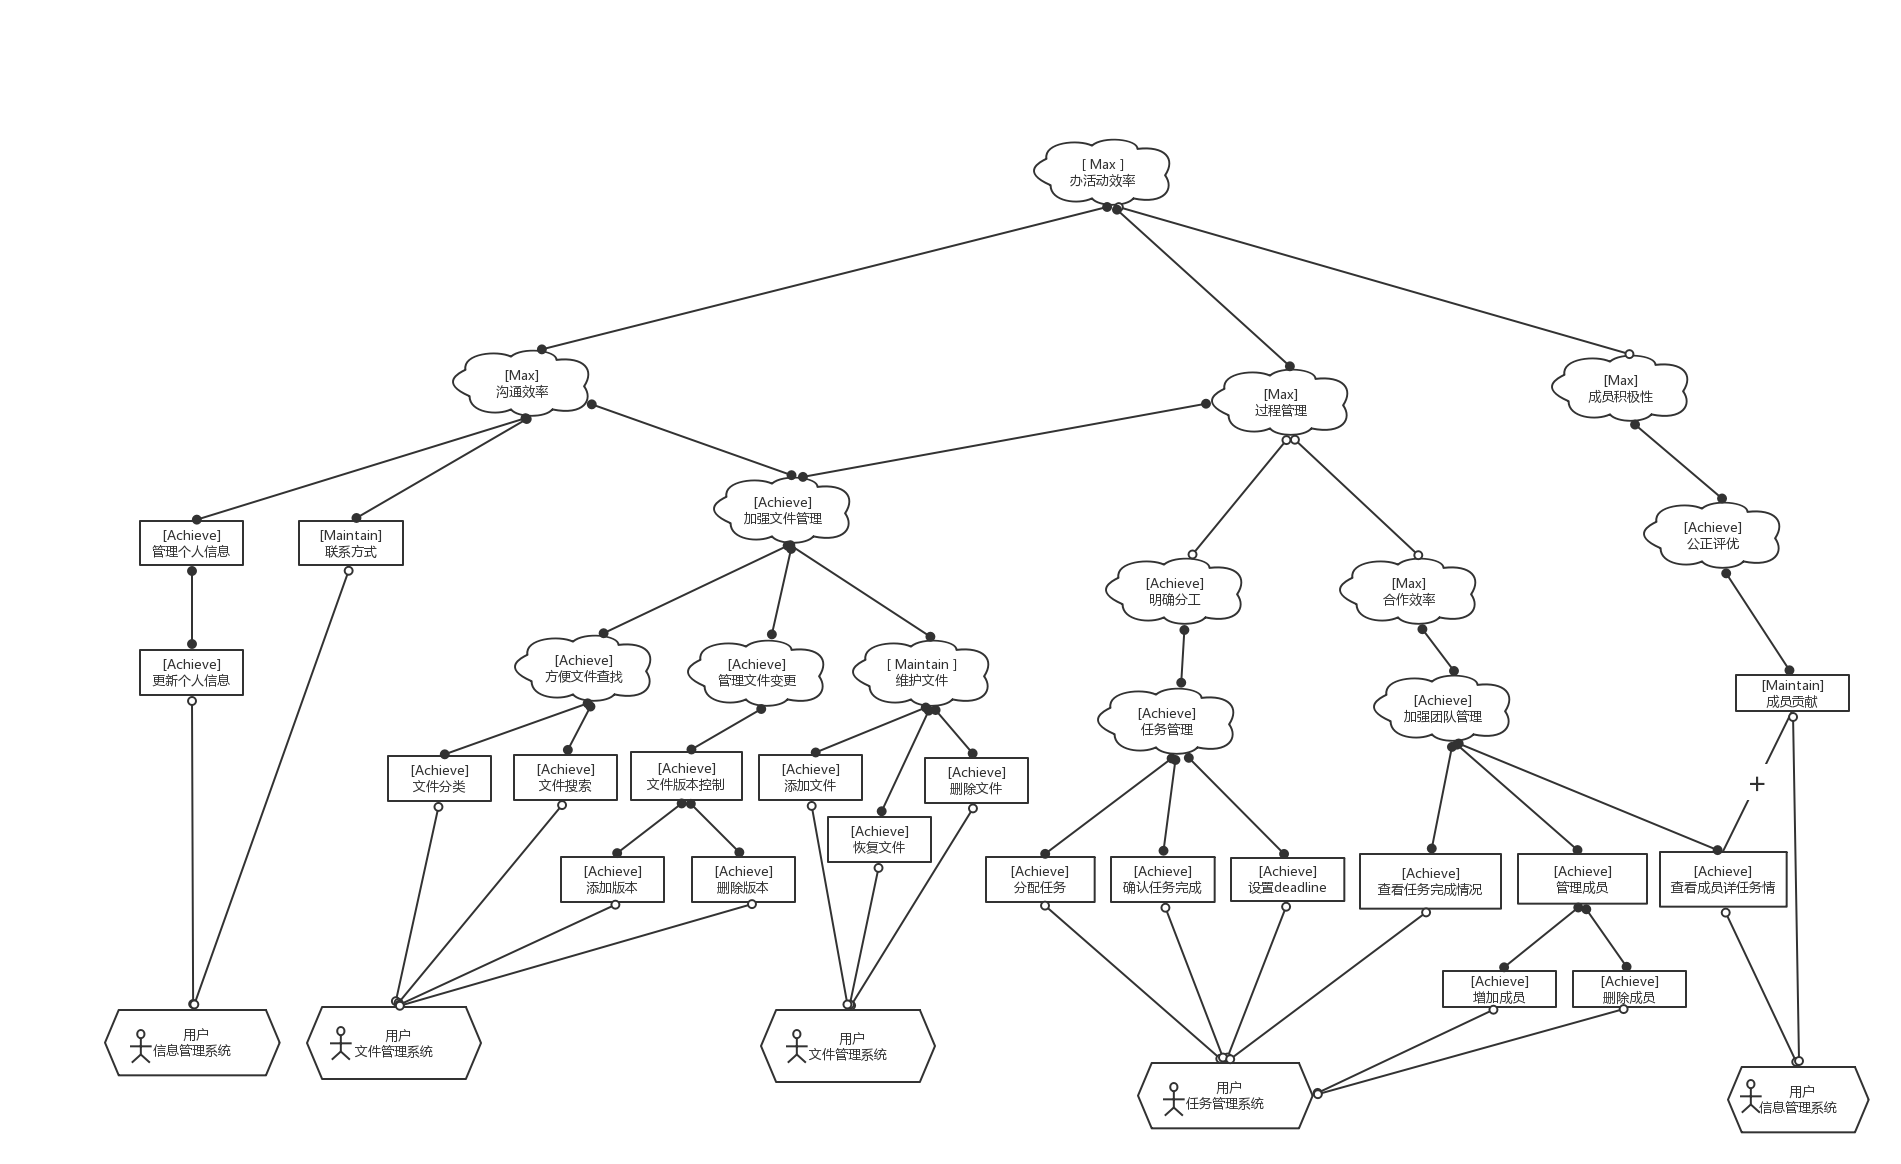 [ Max ]
办活动效率
[Max]
沟通效率
[Max]
过程管理
[Max]
成员积极性
[Achieve]
管理个人信息
[Maintain]
联系方式
[Achieve]
加强文件管理
[Achieve]
明确分工
[Max]
合作效率
[Achieve]
公正评优
[Achieve]
更新个人信息
[Achieve]
方便文件查找
[Achieve]
管理文件变更
[ Maintain ]
维护文件
[Achieve]
任务管理
[Achieve]
加强团队管理
[Maintain]
成员贡献
[Achieve]
文件分类
[Achieve]
文件搜索
[Achieve]
文件版本控制
[Achieve]
添加文件
[Achieve]
删除文件
+
[Achieve]
恢复文件
[Achieve]
添加版本
[Achieve]
删除版本
[Achieve]
分配任务
[Achieve]
确认任务完成
[Achieve]
设置deadline
[Achieve]
查看任务完成情况
[Achieve]
管理成员
[Achieve]
查看成员详任务情
[Achieve]
增加成员
[Achieve]
删除成员
用户
信息管理系统
用户
文件管理系统
用户
文件管理系统
用户
任务管理系统
用户
信息管理系统